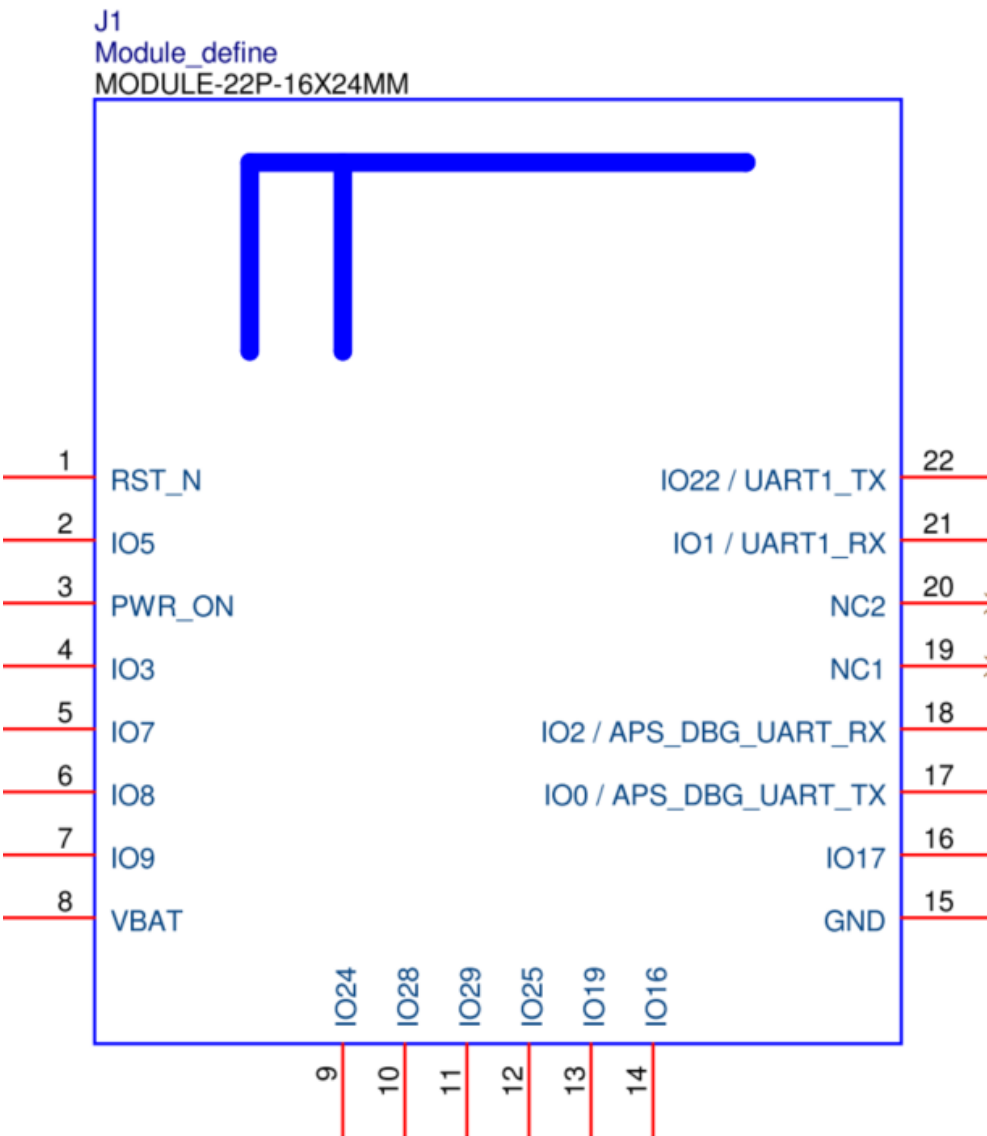 J1
Module_define
MODULE-22P-16X24MM
1 RST_N IO22 / UART1_TX 22
2 IO5 IO1 / UART1_RX 21
3 PWR_ON NC2 20
4 IO3 NC1 19
5 IO7 IO2 / APS_DBG_UART_RX 18
6 IO8 IO0 / APS_DBG_UART_TX 17
7 IO9 IO17 16
8 VBAT GND 15
IO24 IO28 IO29 IO25 IO19 IO16
9 10 11 12 13 14